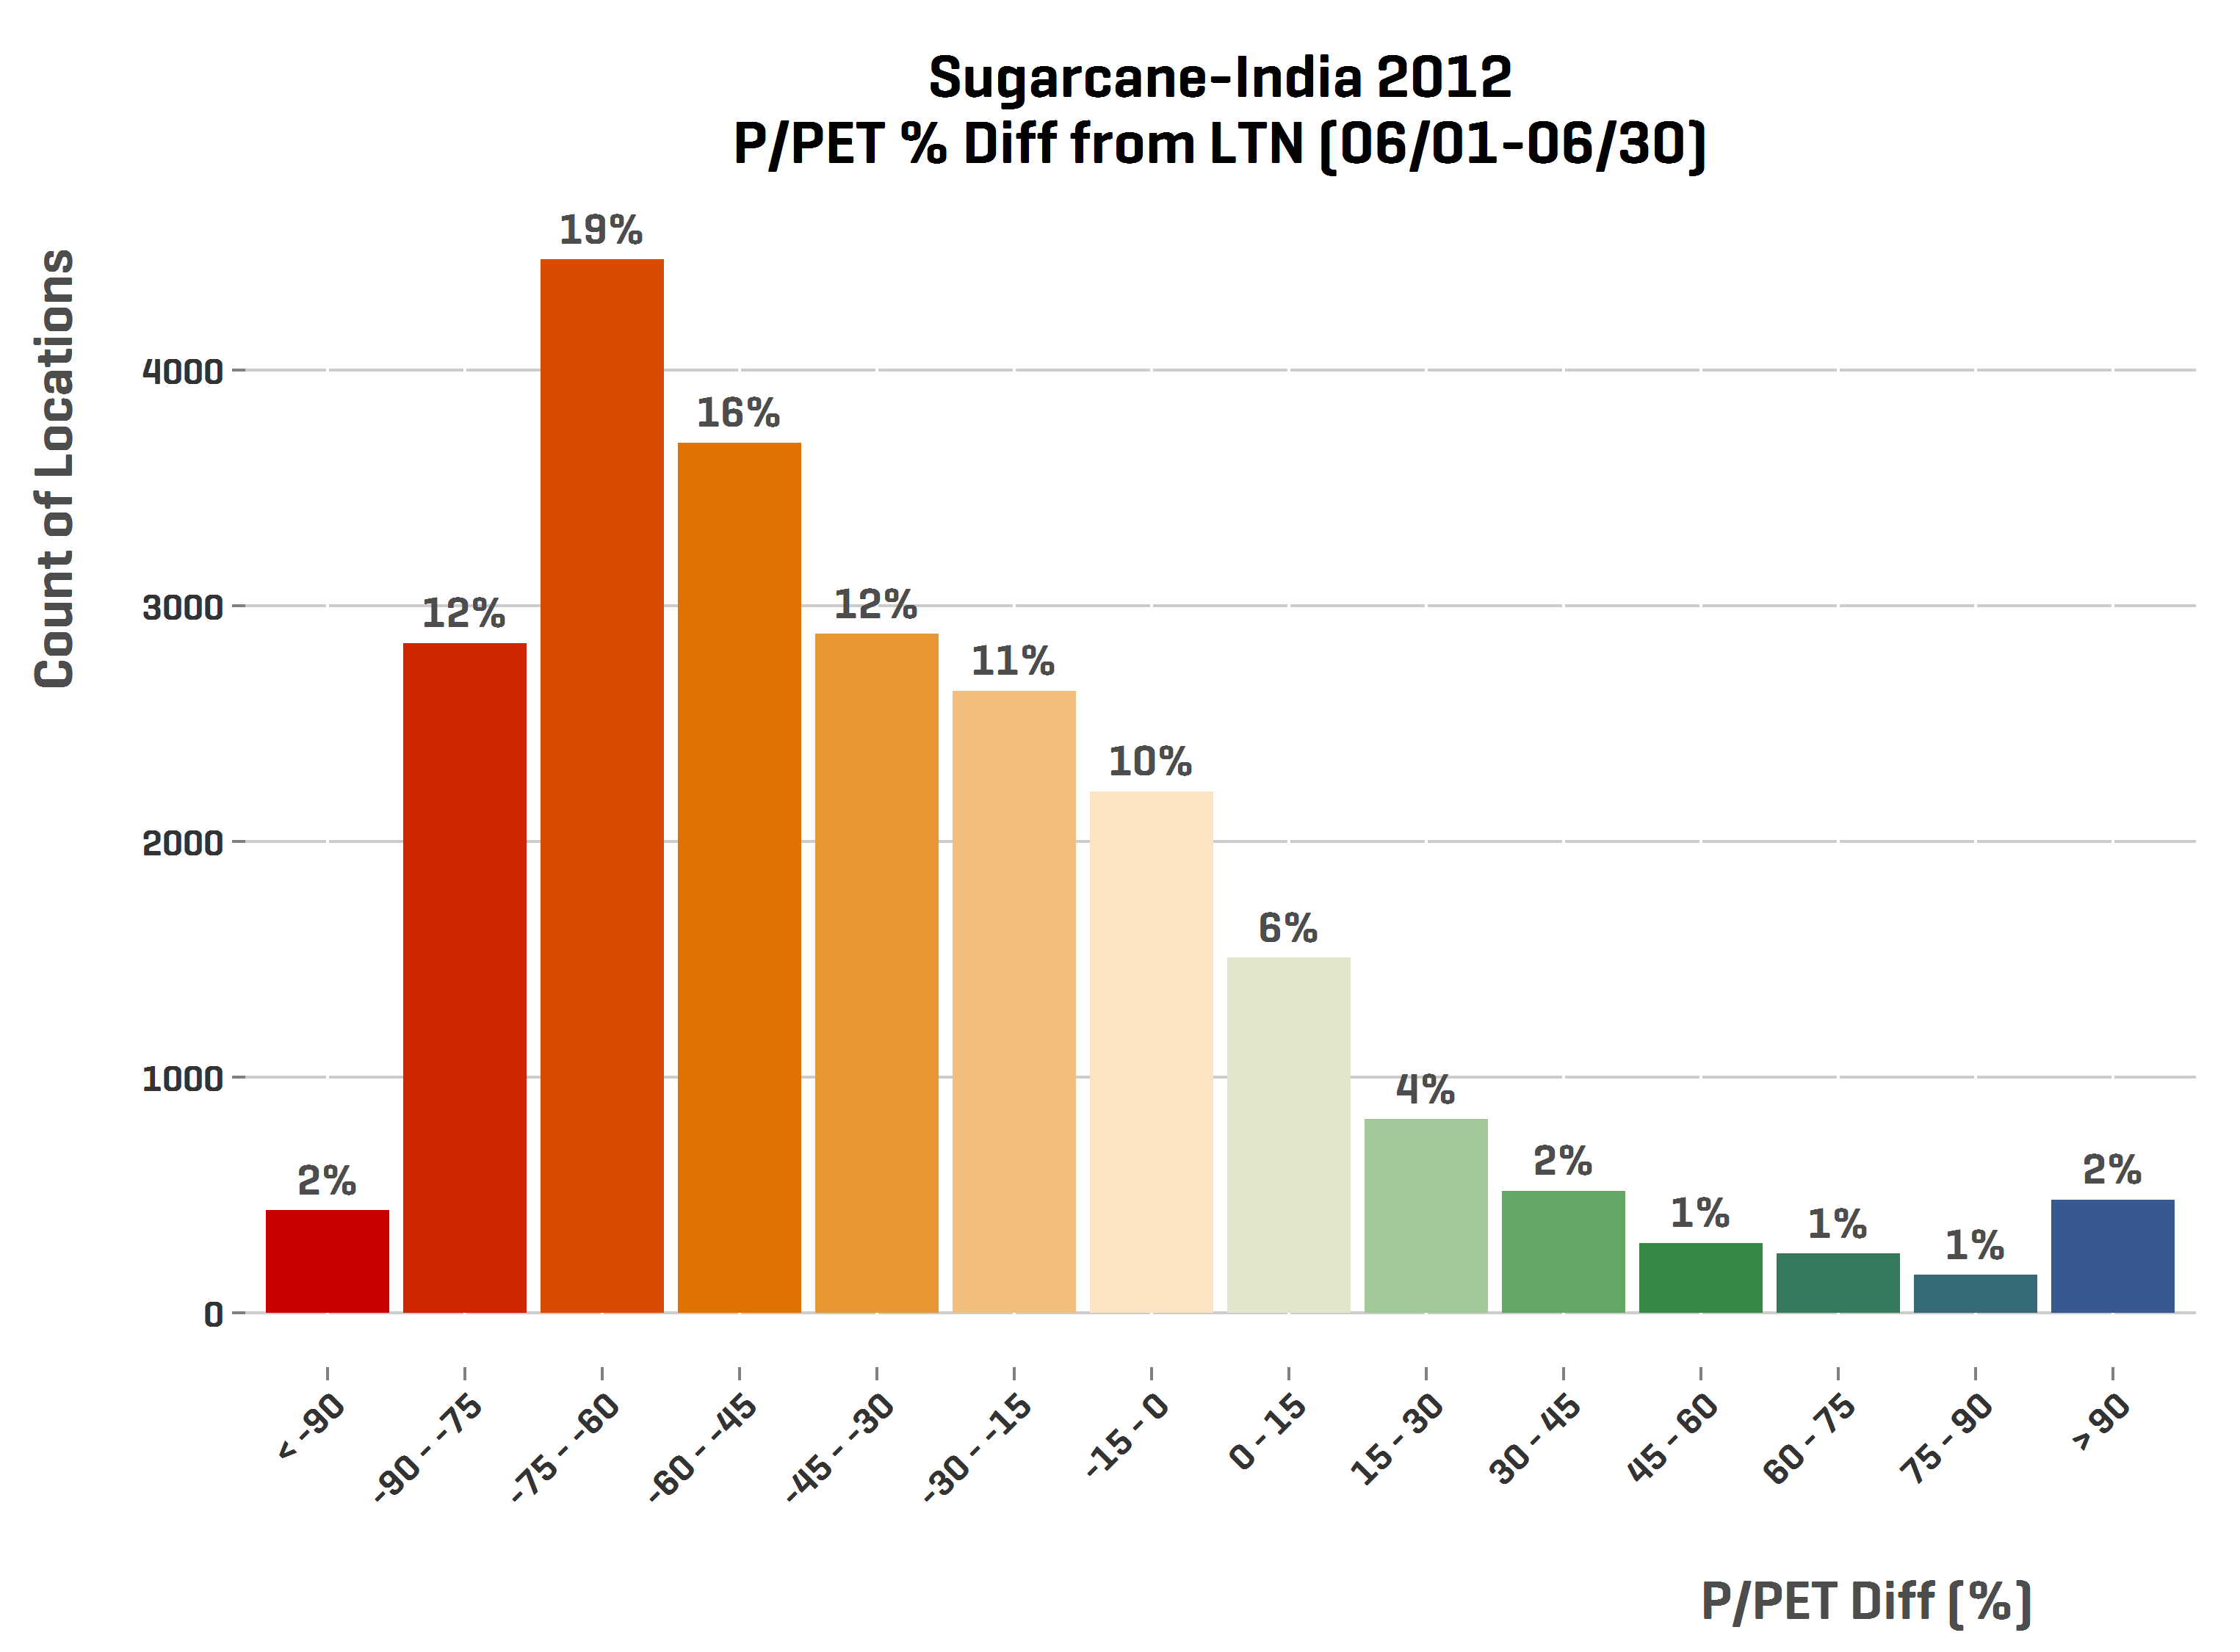 Sugarcane-India 2012
P/PET % Diff from LTN (06/01-06/30)
Count of Locations
4000
3000
2000
1000
0
2%
12%
19%
16%
12%
11%
10%
6%
4%
2%
1%
1%
1%
2%
< -90
-90 - -75
-75 - -60
-60 - -45
-45 - -30
-30 - -15
-15 - 0
0 - 15
15 - 30
30 - 45
45 - 60
60 - 75
75 - 90
> 90
P/PET Diff (%)